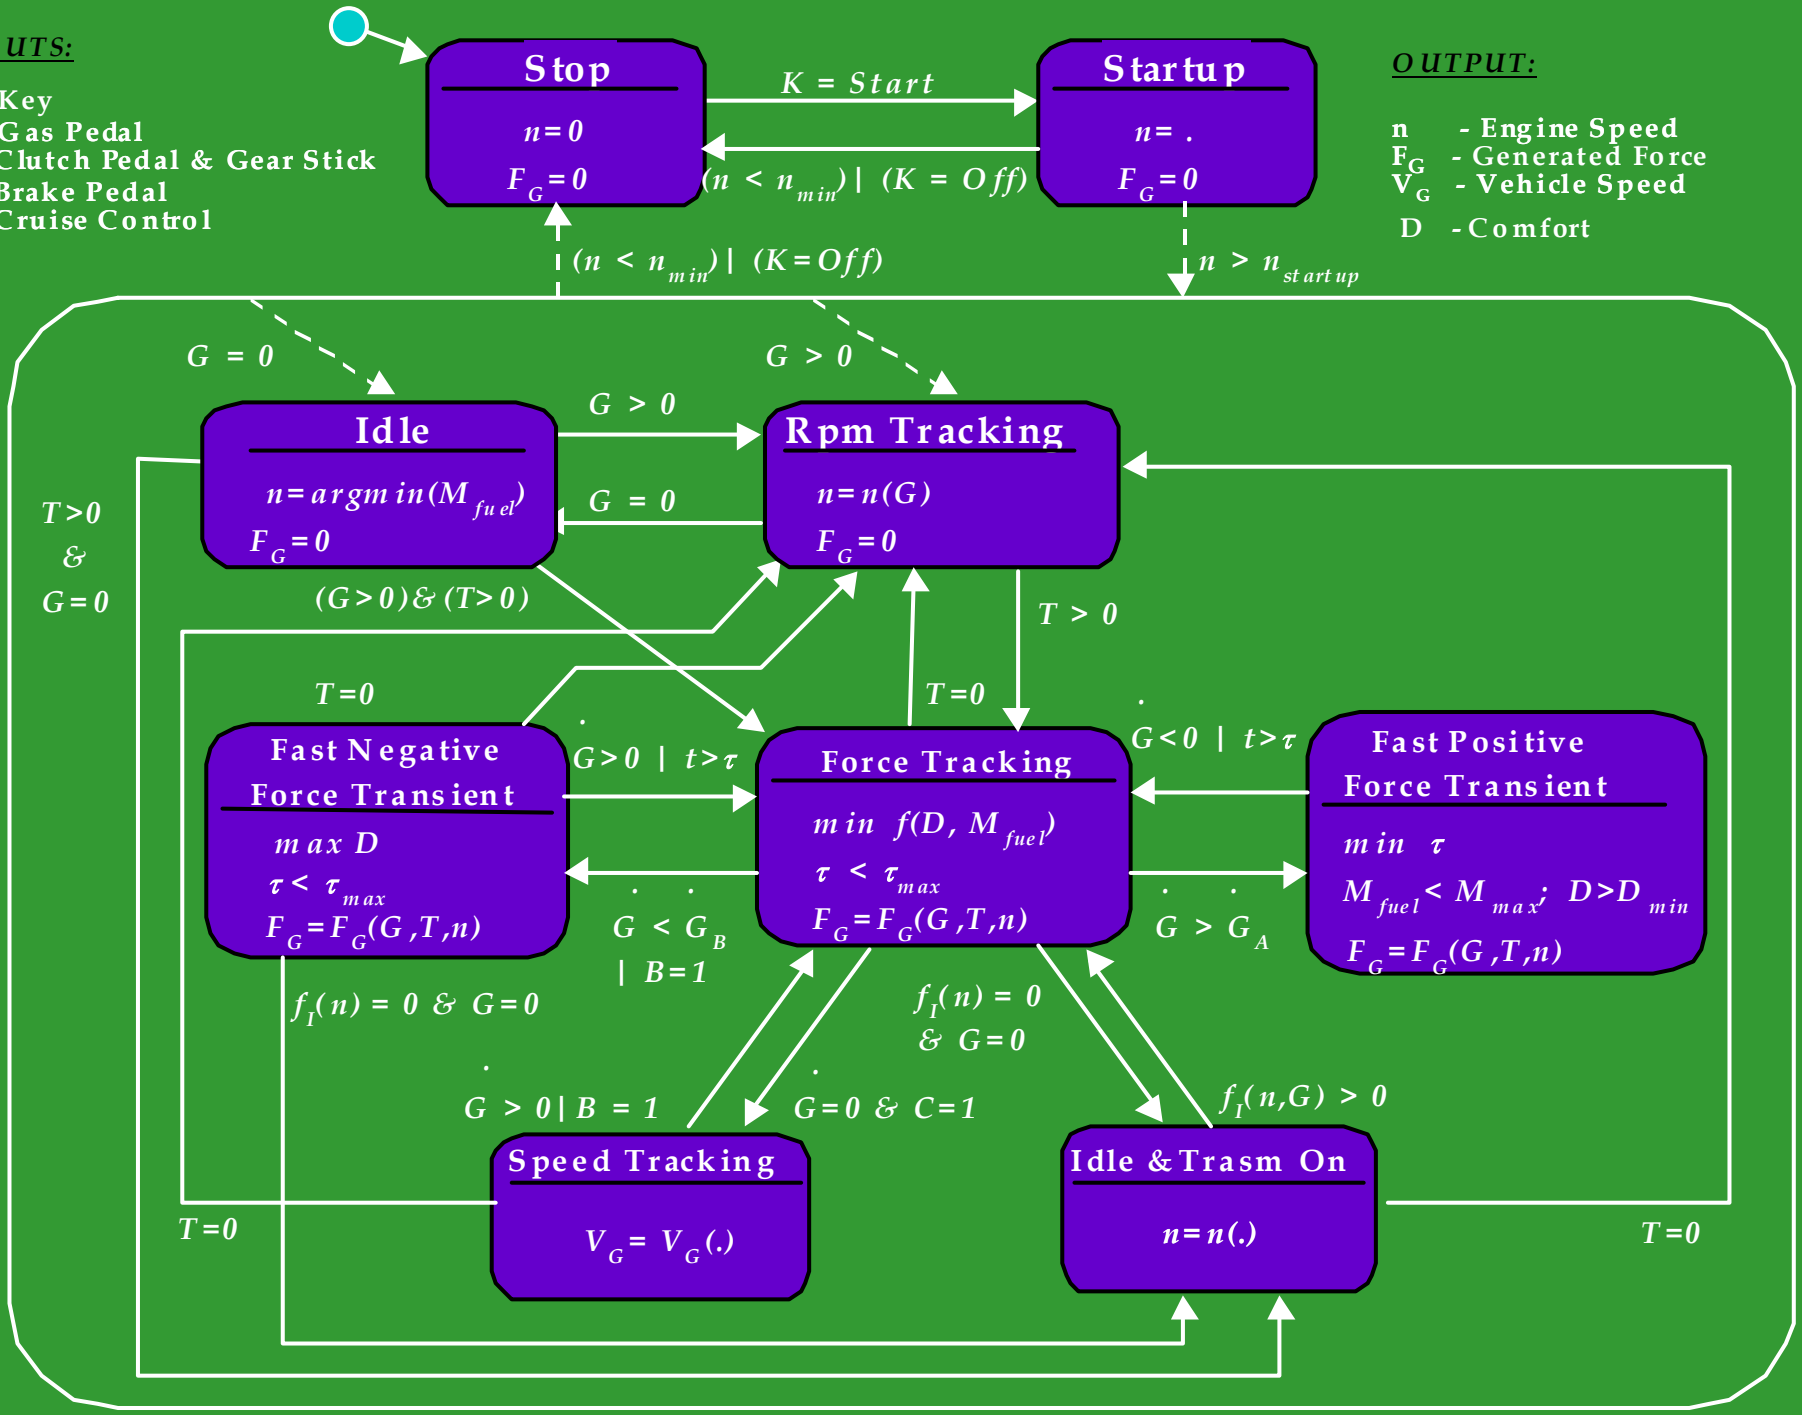 UTS:
Key
Gas Pedal
Clutch Pedal & Gear Stick
Brake Pedal
Cruise Control
Stop
n=0
F_G=0
K = Start
(n < n_min) | (K = Off)
Startup
n= .
F_G=0
OUTPUT:
n - Engine Speed
F_G - Generated Force
V_G - Vehicle Speed
D - Comfort
(n < n_min) | (K=Off)
n > n_startup
G = 0
G > 0
Idle
n=argmin(M_fuel)
F_G=0
G > 0
G = 0
Rpm Tracking
n=n(G)
F_G=0
T>0
&
G=0
(G>0)&(T>0)
T > 0
T=0
T=0
Fast Negative
Force Transient
max D
τ < τ_max
F_G=F_G(G,T,n)
Ġ>0 | t>τ
Ġ < Ġ_B
| B=1
Force Tracking
min f(D, M_fuel)
τ < τ_max
F_G=F_G(G,T,n)
Ġ<0 | t>τ
Ġ > Ġ_A
Fast Positive
Force Transient
min τ
M_fuel< M_max; D>D_min
F_G=F_G(G,T,n)
f_I(n) = 0 & G=0
f_I(n) = 0
& G=0
Ġ > 0 | B = 1
Ġ=0 & C=1
f_I(n,G) > 0
Speed Tracking
V_G= V_G(.)
Idle &Trasm On
n=n(.)
T=0
T=0